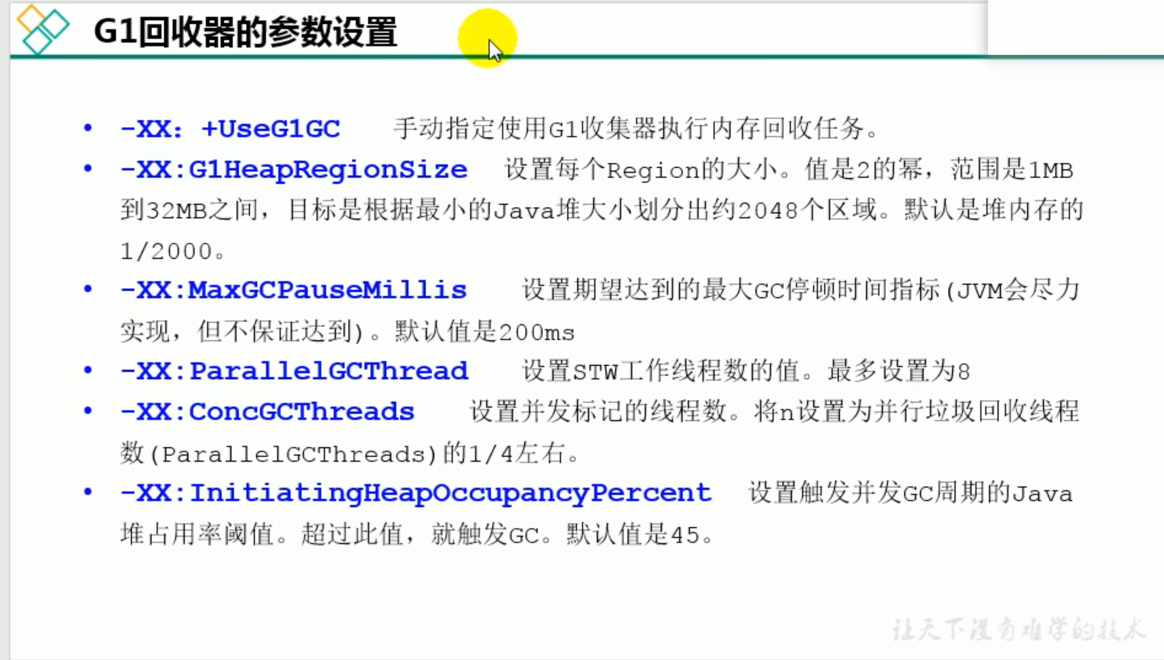 G1回收器的参数设置
• -XX：+UseG1GC 手动指定使用G1收集器执行内存回收任务。
• -XX:G1HeapRegionSize 设置每个Region的大小。值是2的幂，范围是1MB
到32MB之间，目标是根据最小的Java堆大小划分出约2048个区域。默认是堆内存的
1/2000。
• -XX:MaxGCPauseMillis 设置期望达到的最大GC停顿时间指标(JVM会尽力
实现，但不保证达到)。默认值是200ms
• -XX:ParallelGCThread 设置STW工作线程数的值。最多设置为8
• -XX:ConcGCThreads 设置并发标记的线程数。将n设置为并行垃圾回收线程
数(ParallelGCThreads)的1/4左右。
• -XX:InitiatingHeapOccupancyPercent 设置触发并发GC周期的Java
堆占用率阈值。超过此值，就触发GC。默认值是45。
让天下没有难学的技术